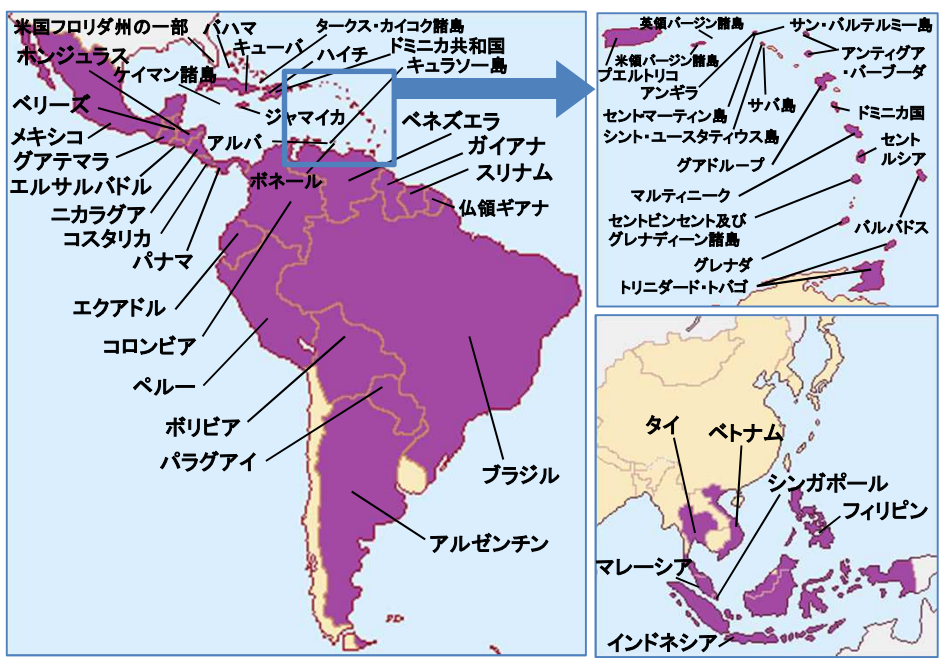 米国フロリダ州の一部
バハマ
タークス・カイコク諸島
ホンジュラス
キューバ
ハイチ
ドミニカ共和国
ケイマン諸島
キュラソー島
ベリーズ
ジャマイカ
メキシコ
アルバ
ベネズエラ
グアテマラ
ガイアナ
エルサルバドル
ボネール
スリナム
ニカラグア
仏領ギアナ
コスタリカ
パナマ
エクアドル
コロンビア
ペルー
ボリビア
パラグアイ
ブラジル
アルゼンチン
英領バージン諸島
サン・バルテルミー島
米領バージン諸島
アンティグア
・バーブーダ
プエルトリコ
アンギラ
サバ島
セントマーティン島
ドミニカ国
シント・ユースタティウス島
セント
ルシア
グアドループ
マルティニーク
セントビンセント及び
グレナディーン諸島
バルバドス
グレナダ
トリニダード・トバゴ
タイ
ベトナム
シンガポール
フィリピン
マレーシア
インドネシア